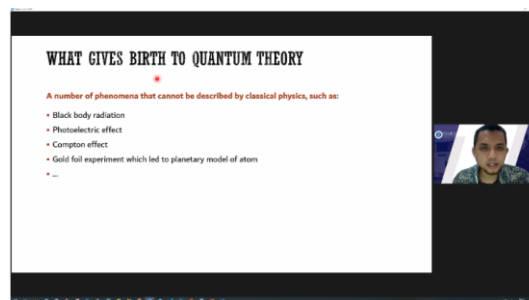 WHAT GIVES BIRTH TO QUANTUM THEORY
A number of phenomena that cannot be described by classical physics, such as:
▪ Black body radiation
▪ Photoelectric effect
▪ Compton effect
▪ Gold foil experiment which led to planetary model of atom
▪ ...